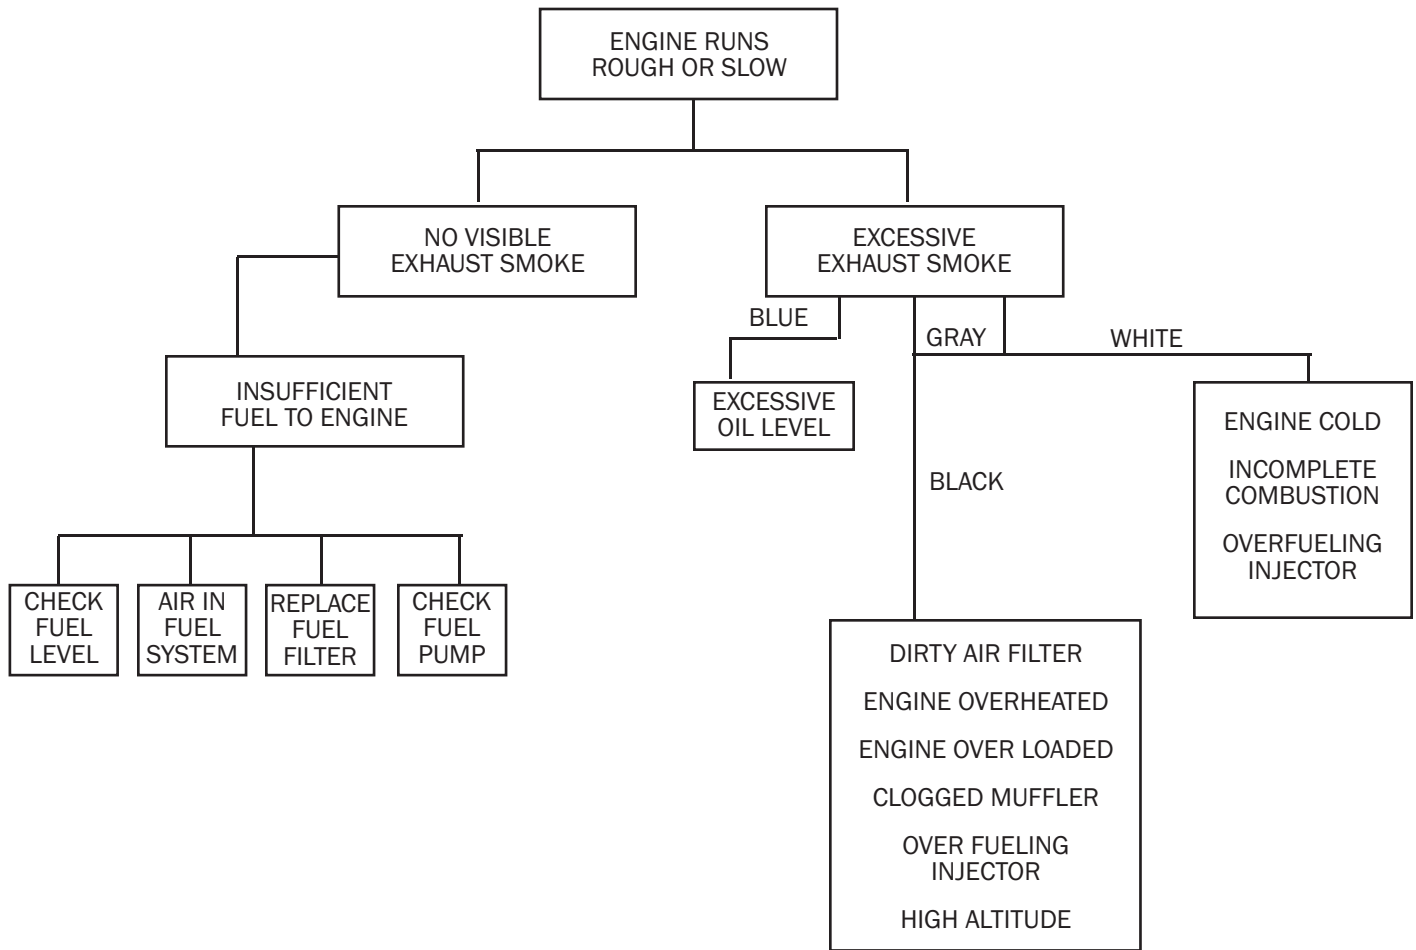 ENGINE RUNS
ROUGH OR SLOW
NO VISIBLE
EXHAUST SMOKE
EXCESSIVE
EXHAUST SMOKE
BLUE
GRAY
WHITE
INSUFFICIENT
FUEL TO ENGINE
EXCESSIVE
OIL LEVEL
BLACK
ENGINE COLD
INCOMPLETE
COMBUSTION
OVERFUELING
INJECTOR
CHECK
FUEL
LEVEL
AIR IN
FUEL
SYSTEM
REPLACE
FUEL
FILTER
CHECK
FUEL
PUMP
DIRTY AIR FILTER
ENGINE OVERHEATED
ENGINE OVER LOADED
CLOGGED MUFFLER
OVER FUELING
INJECTOR
HIGH ALTITUDE